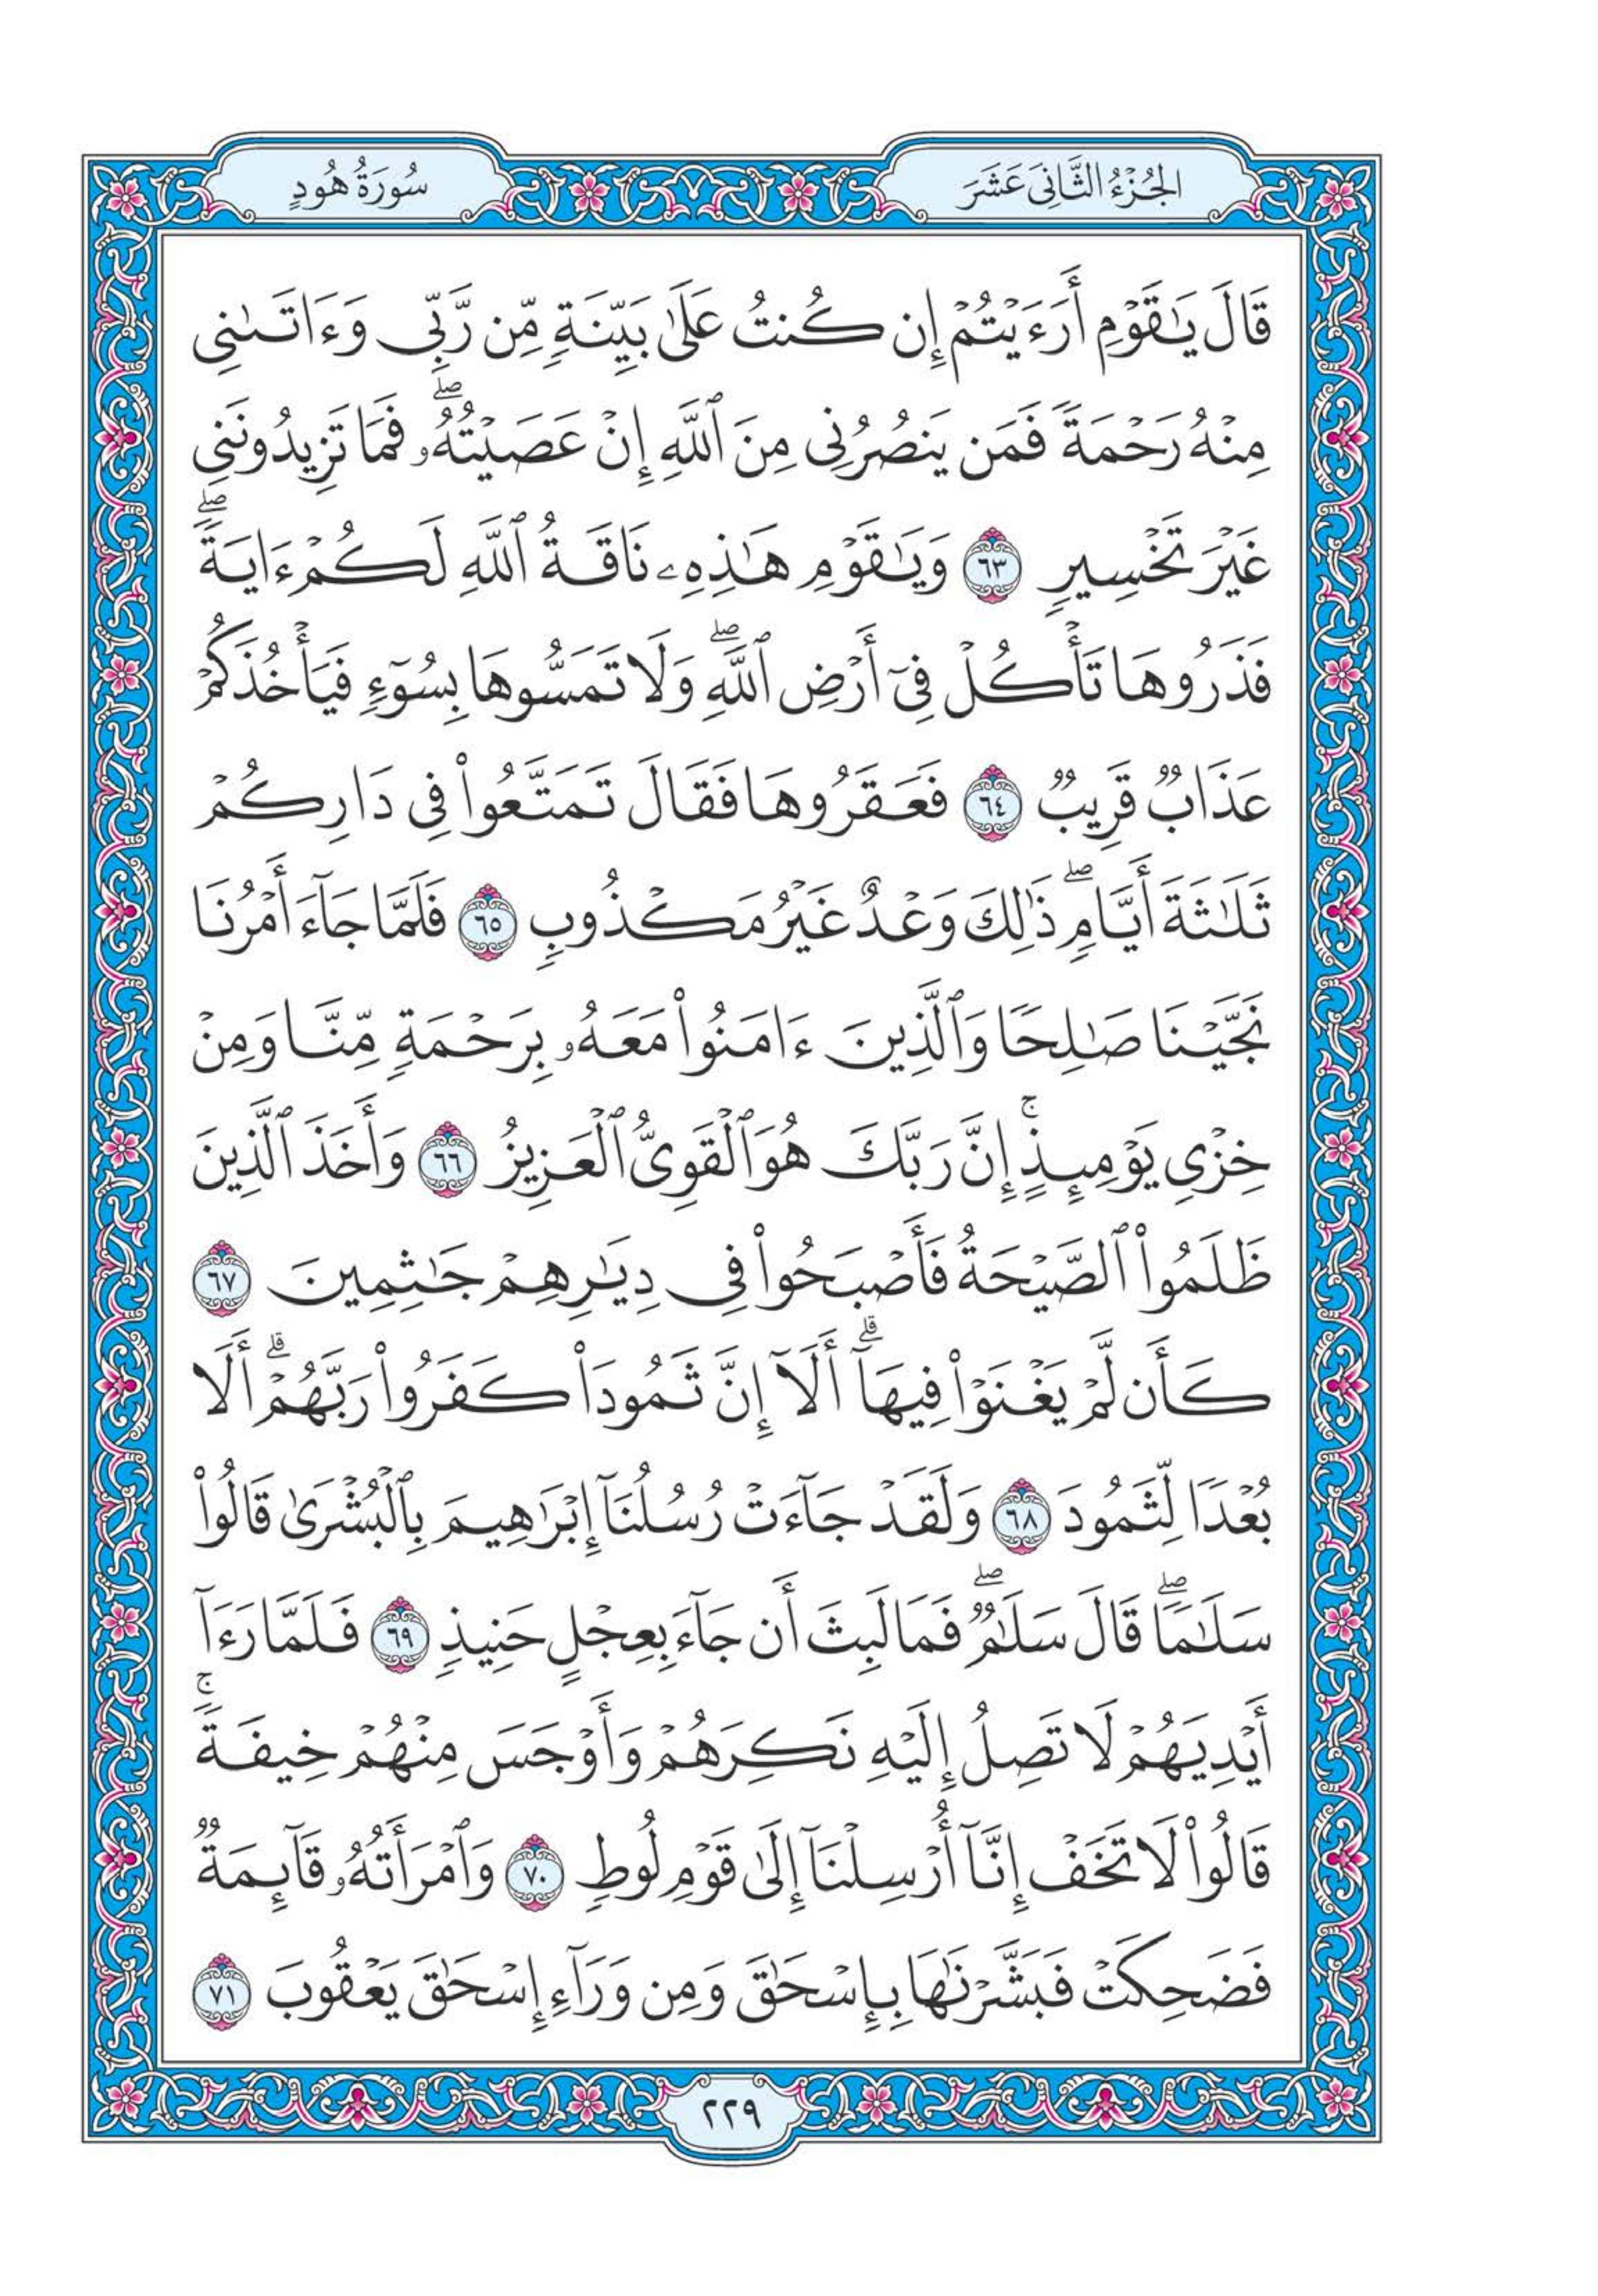 الجُزْءُ الثَّانِيَ عَشَرَ
سُورَةُ هُودٍ
قَالَ يَٰقَوْمِ أَرَءَيْتُمْ إِن كُنتُ عَلَىٰ بَيِّنَةٍ مِّن رَّبِّي وَءَاتَىٰنِي
مِنْهُ رَحْمَةً فَمَن يَنصُرُنِي مِنَ ٱللَّهِ إِنْ عَصَيْتُهُۥۖ فَمَا تَزِيدُونَنِي
غَيْرَ تَخْسِيرٍ ٦٣ وَيَٰقَوْمِ هَٰذِهِۦ نَاقَةُ ٱللَّهِ لَكُمْ ءَايَةًۖ
فَذَرُوهَا تَأْكُلْ فِيٓ أَرْضِ ٱللَّهِۖ وَلَا تَمَسُّوهَا بِسُوٓءٍ فَيَأْخُذَكُمْ
عَذَابٌ قَرِيبٌ ٦٤ فَعَقَرُوهَا فَقَالَ تَمَتَّعُوا۟ فِي دَارِكُمْ
ثَلَٰثَةَ أَيَّامٍۖ ذَٰلِكَ وَعْدٌ غَيْرُ مَكْذُوبٍ ٦٥ فَلَمَّا جَآءَ أَمْرُنَا
نَجَّيْنَا صَٰلِحًا وَٱلَّذِينَ ءَامَنُوا۟ مَعَهُۥ بِرَحْمَةٍ مِّنَّا وَمِنْ
خِزْيِ يَوْمِئِذٍۚ إِنَّ رَبَّكَ هُوَ ٱلْقَوِيُّ ٱلْعَزِيزُ ٦٦ وَأَخَذَ ٱلَّذِينَ
ظَلَمُوا۟ ٱلصَّيْحَةُ فَأَصْبَحُوا۟ فِي دِيَٰرِهِمْ جَٰثِمِينَ ٦٧
كَأَن لَّمْ يَغْنَوْا۟ فِيهَآۗ أَلَآ إِنَّ ثَمُودَا۟ كَفَرُوا۟ رَبَّهُمْۗ أَلَا
بُعْدًا لِّثَمُودَ ٦٨ وَلَقَدْ جَآءَتْ رُسُلُنَآ إِبْرَٰهِيمَ بِٱلْبُشْرَىٰ قَالُوا۟
سَلَٰمًاۖ قَالَ سَلَٰمٌۖ فَمَا لَبِثَ أَن جَآءَ بِعِجْلٍ حَنِيذٍ ٦٩ فَلَمَّا رَءَآ
أَيْدِيَهُمْ لَا تَصِلُ إِلَيْهِ نَكِرَهُمْ وَأَوْجَسَ مِنْهُمْ خِيفَةًۚ
قَالُوا۟ لَا تَخَفْ إِنَّآ أُرْسِلْنَآ إِلَىٰ قَوْمِ لُوطٍ ٧٠ وَٱمْرَأَتُهُۥ قَآئِمَةٌ
فَضَحِكَتْ فَبَشَّرْنَٰهَا بِإِسْحَٰقَ وَمِن وَرَآءِ إِسْحَٰقَ يَعْقُوبَ ٧١
٢٢٩